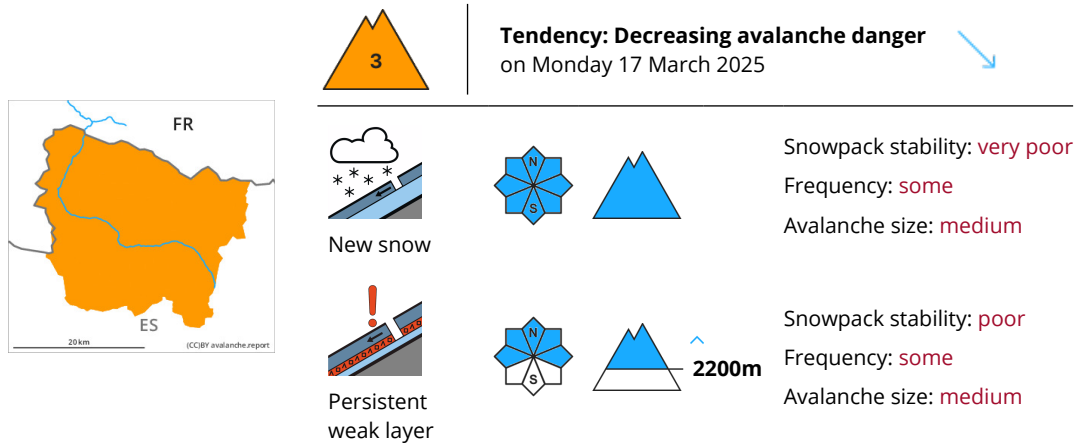 3
Tendency: Decreasing avalanche danger
on Monday 17 March 2025
FR
ES
20 km
(CC)BY avalanche.report
N
S
New snow
Snowpack stability: very poor
Frequency: some
Avalanche size: medium
N
S
2200m
Persistent
weak layer
Snowpack stability: poor
Frequency: some
Avalanche size: medium